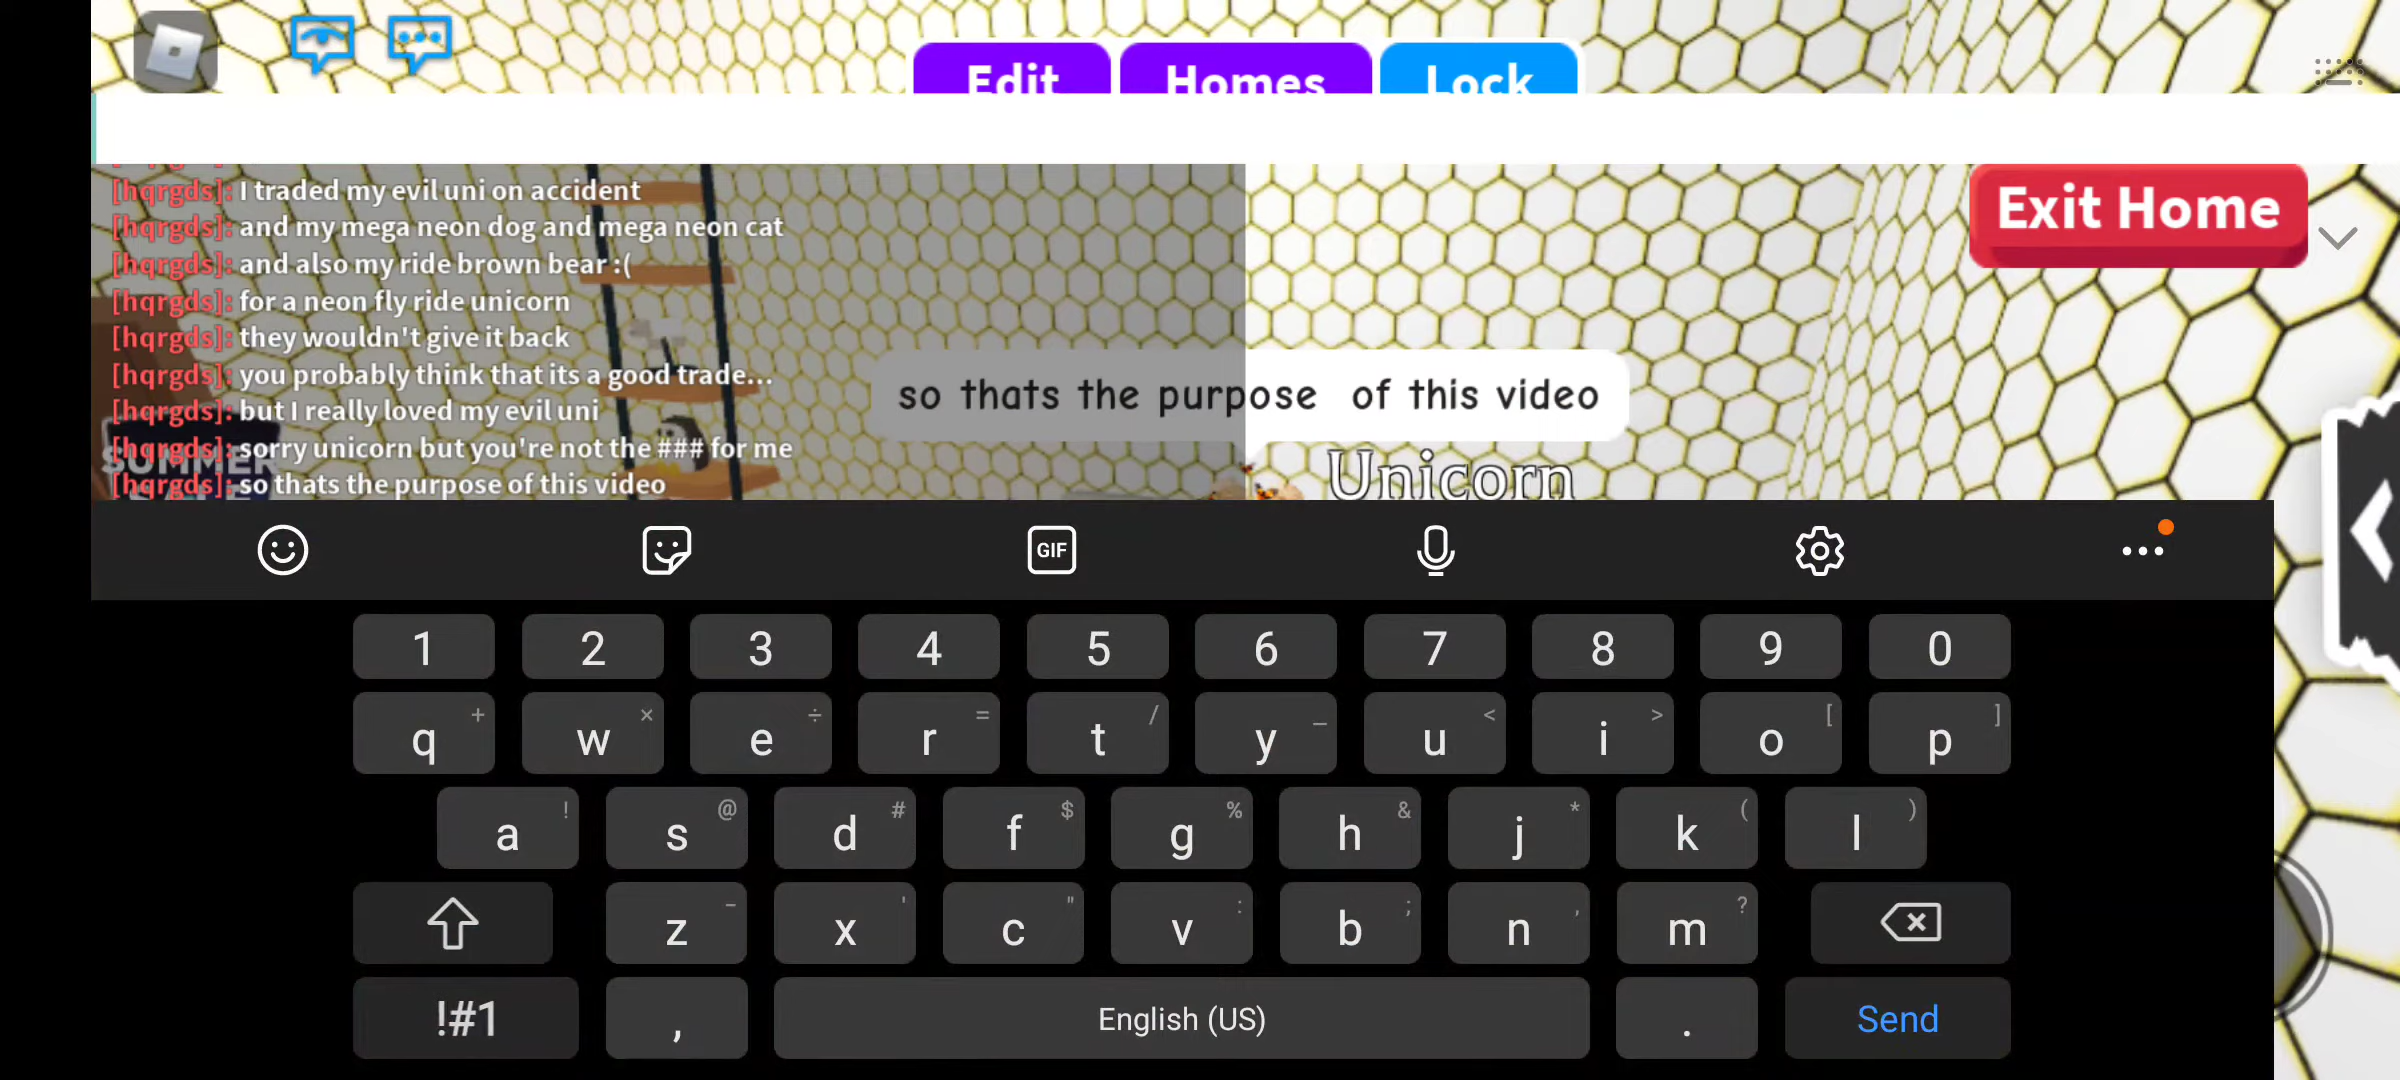 Edit Homes Lock
[hqrgds]: I traded my evil uni on accident
[hqrgds]: and my mega neon dog and mega neon cat
[hqrgds]: and also my ride brown bear :(
[hqrgds]: for a neon fly ride unicorn
[hqrgds]: they wouldn't give it back
[hqrgds]: you probably think that its a good trade...
[hqrgds]: but I really loved my evil uni
[hqrgds]: sorry unicorn but you're not the ### for me
[hqrgds]: so thats the purpose of this video
Exit Home
so thats the purpose of this video
Unicorn
SUMMER
GIF
1 2 3 4 5 6 7 8 9 0
q + w × e ÷ r = t / y _ u < i > o [ p ]
a ! s @ d # f $ g % h & j * k ( l )
z - x ' c " v : b ; n , m ?
!#1 , English (US) . Send